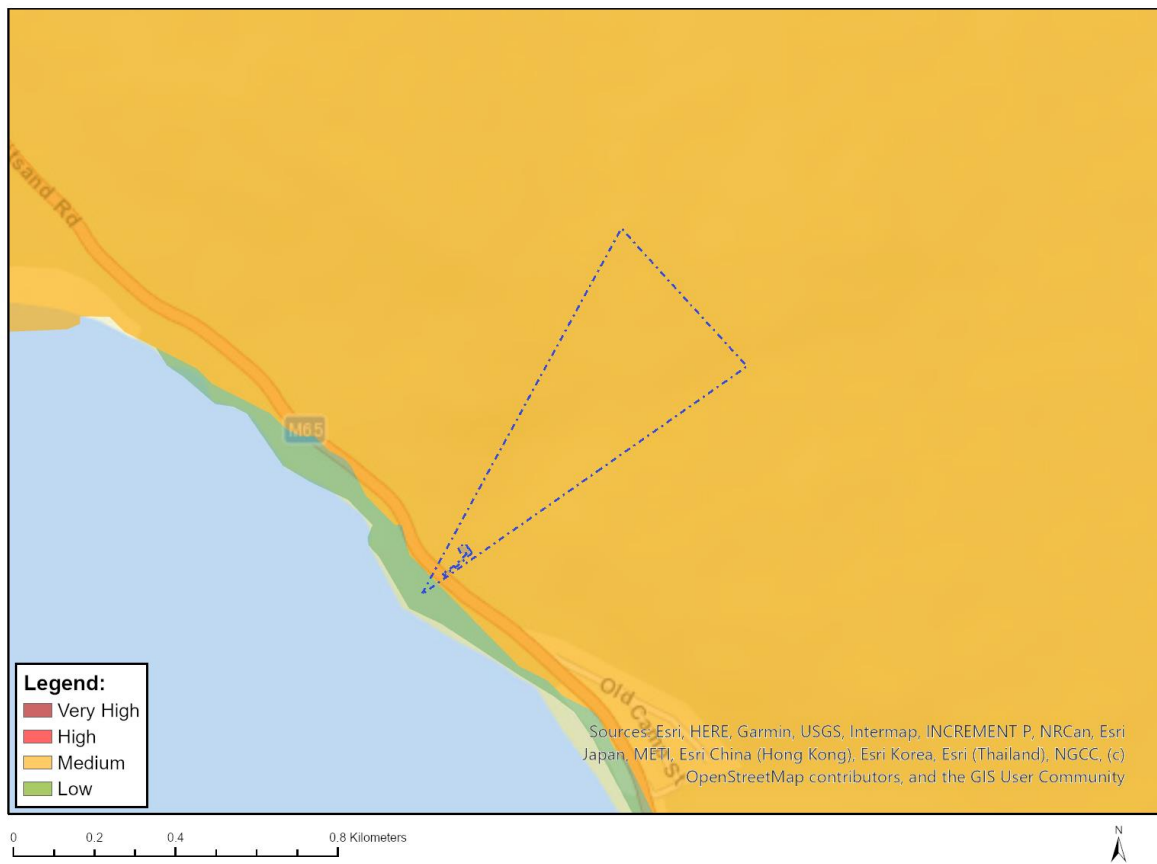 ltsand Rd
M65
Old Camp St
Legend:
Very High
High
Medium
Low
Sources: Esri, HERE, Garmin, USGS, Intermap, INCREMENT P, NRCan, Esri
Japan, METI, Esri China (Hong Kong), Esri Korea, Esri (Thailand), NGCC, (c)
OpenStreetMap contributors, and the GIS User Community
0 0.2 0.4 0.8 Kilometers
N